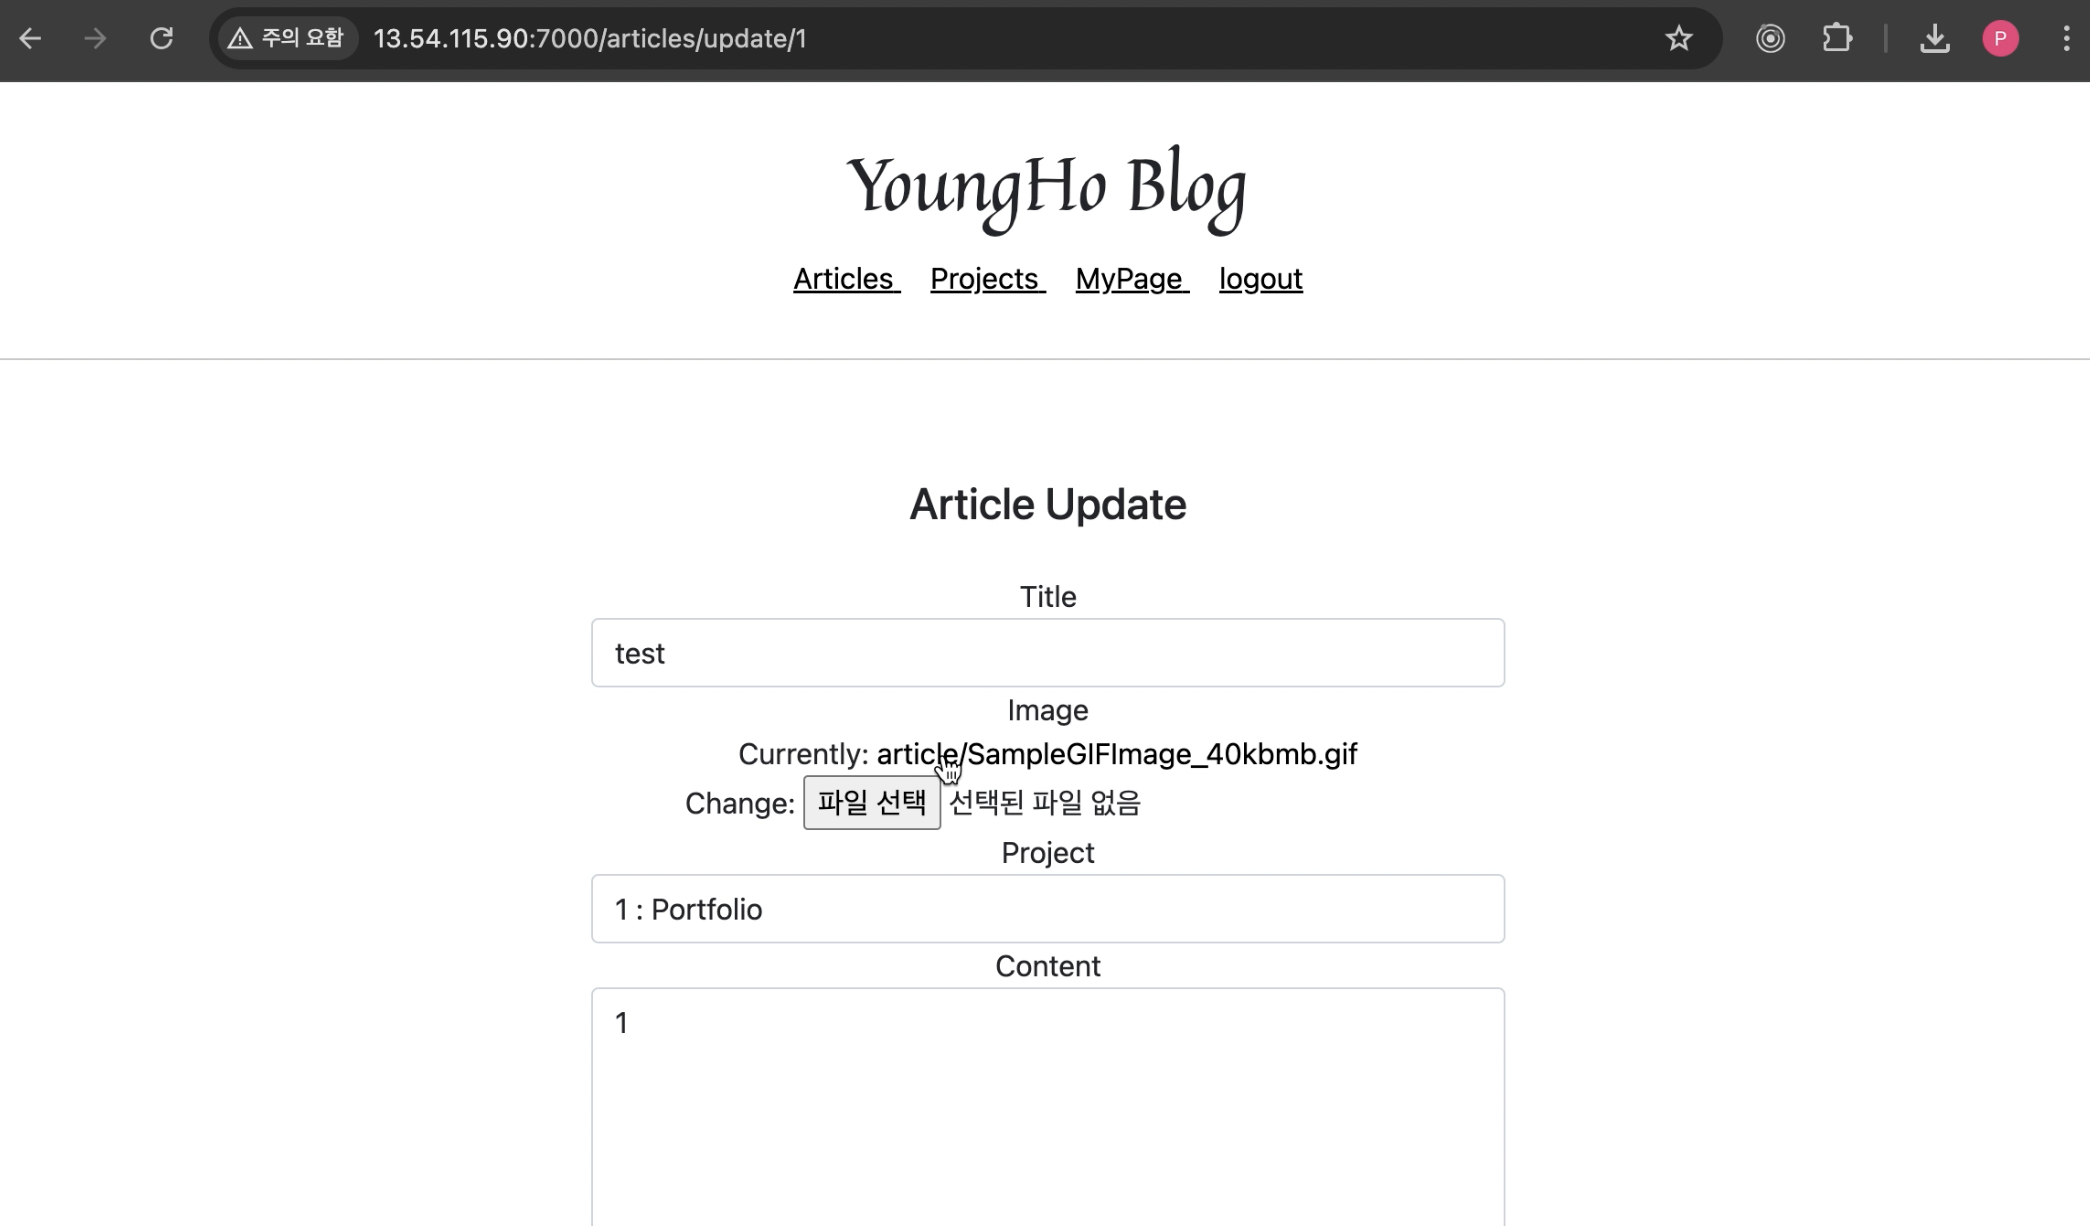 주의 요함 13.54.115.90:7000/articles/update/1 P
YoungHo Blog
Articles Projects MyPage logout
Article Update
Title
test
Image
Currently: article/SampleGIFImage_40kbmb.gif
Change: 파일 선택 선택된 파일 없음
Project
1 : Portfolio
Content
1